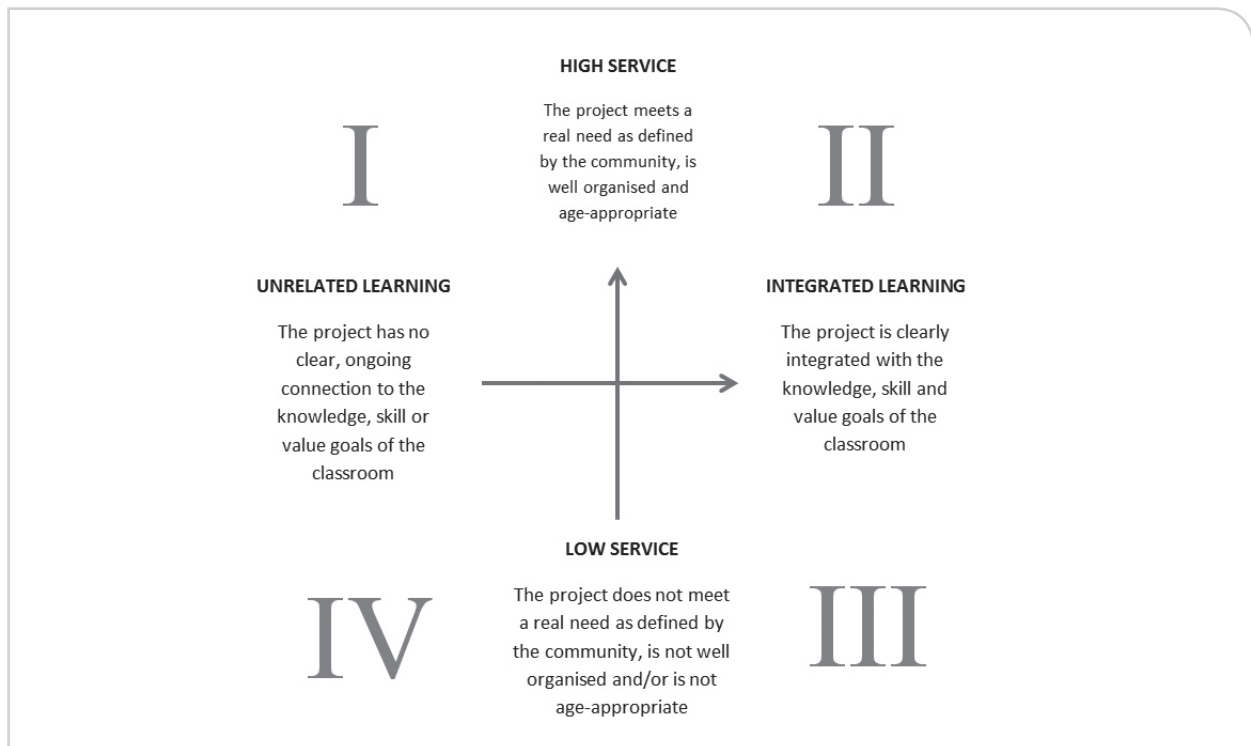 HIGH SERVICE
The project meets a
real need as defined
by the community, is
well organised and
age-appropriate
I
II
UNRELATED LEARNING
The project has no
clear, ongoing
connection to the
knowledge, skill or
value goals of the
classroom
INTEGRATED LEARNING
The project is clearly
integrated with the
knowledge, skill and
value goals of the
classroom
LOW SERVICE
The project does not meet
a real need as defined by
the community, is not well
organised and/or is not
age-appropriate
IV
III